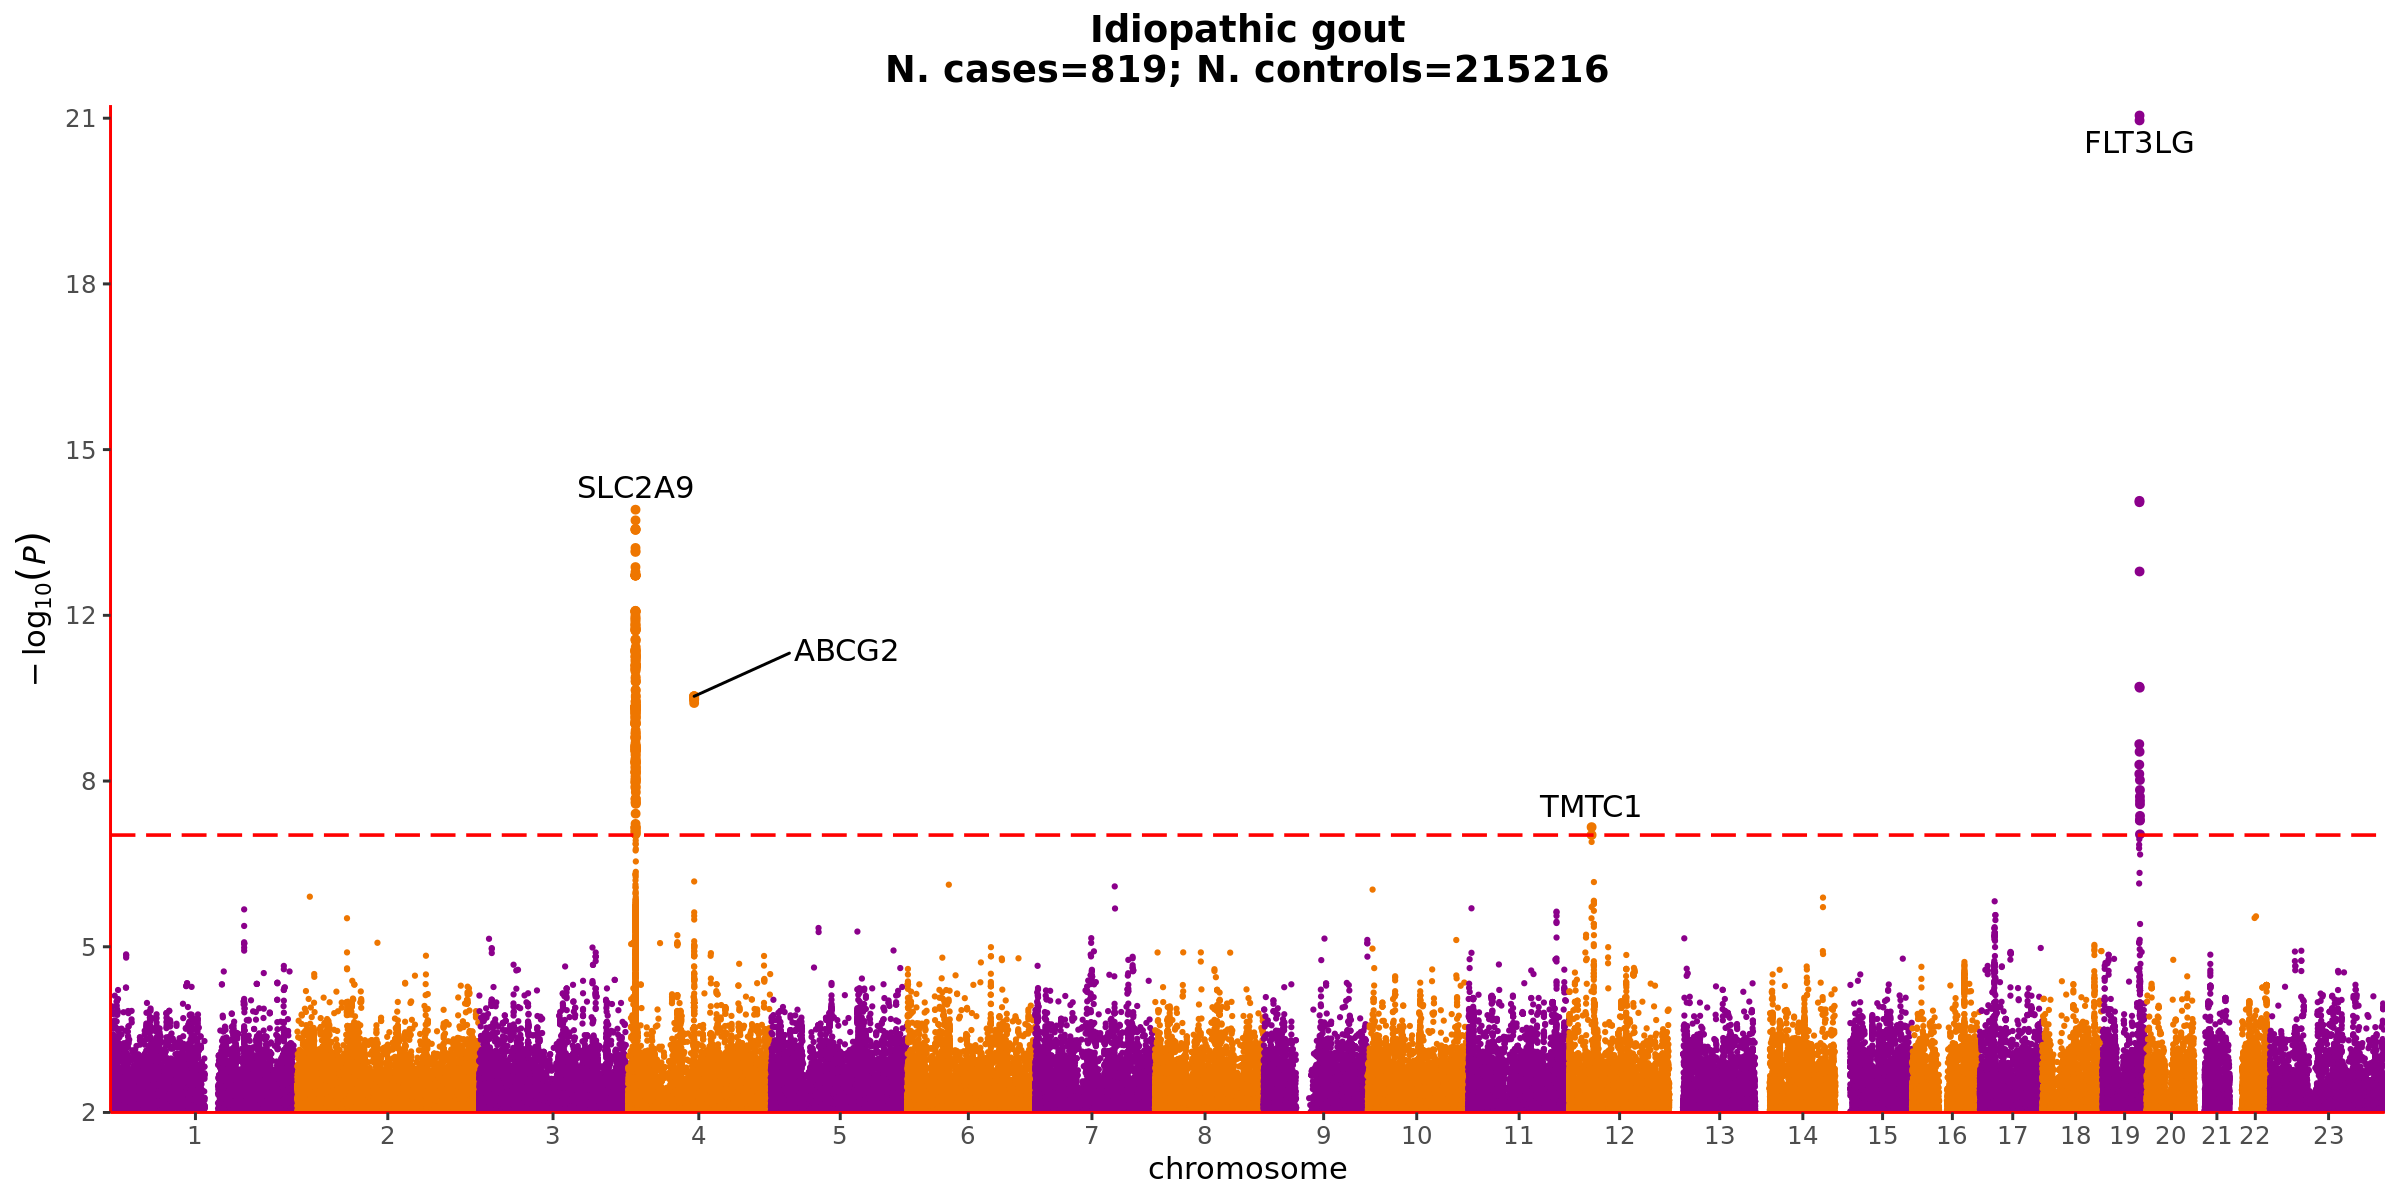 Idiopathic gout
N. cases=819; N. controls=215216
21
FLT3LG
18
15
SLC2A9
− log10(P)
12
ABCG2
8
TMTC1
5
2
1 2 3 4 5 6 7 8 9 10 11 12 13 14 15 16 17 18 19 20 21 22 23
chromosome